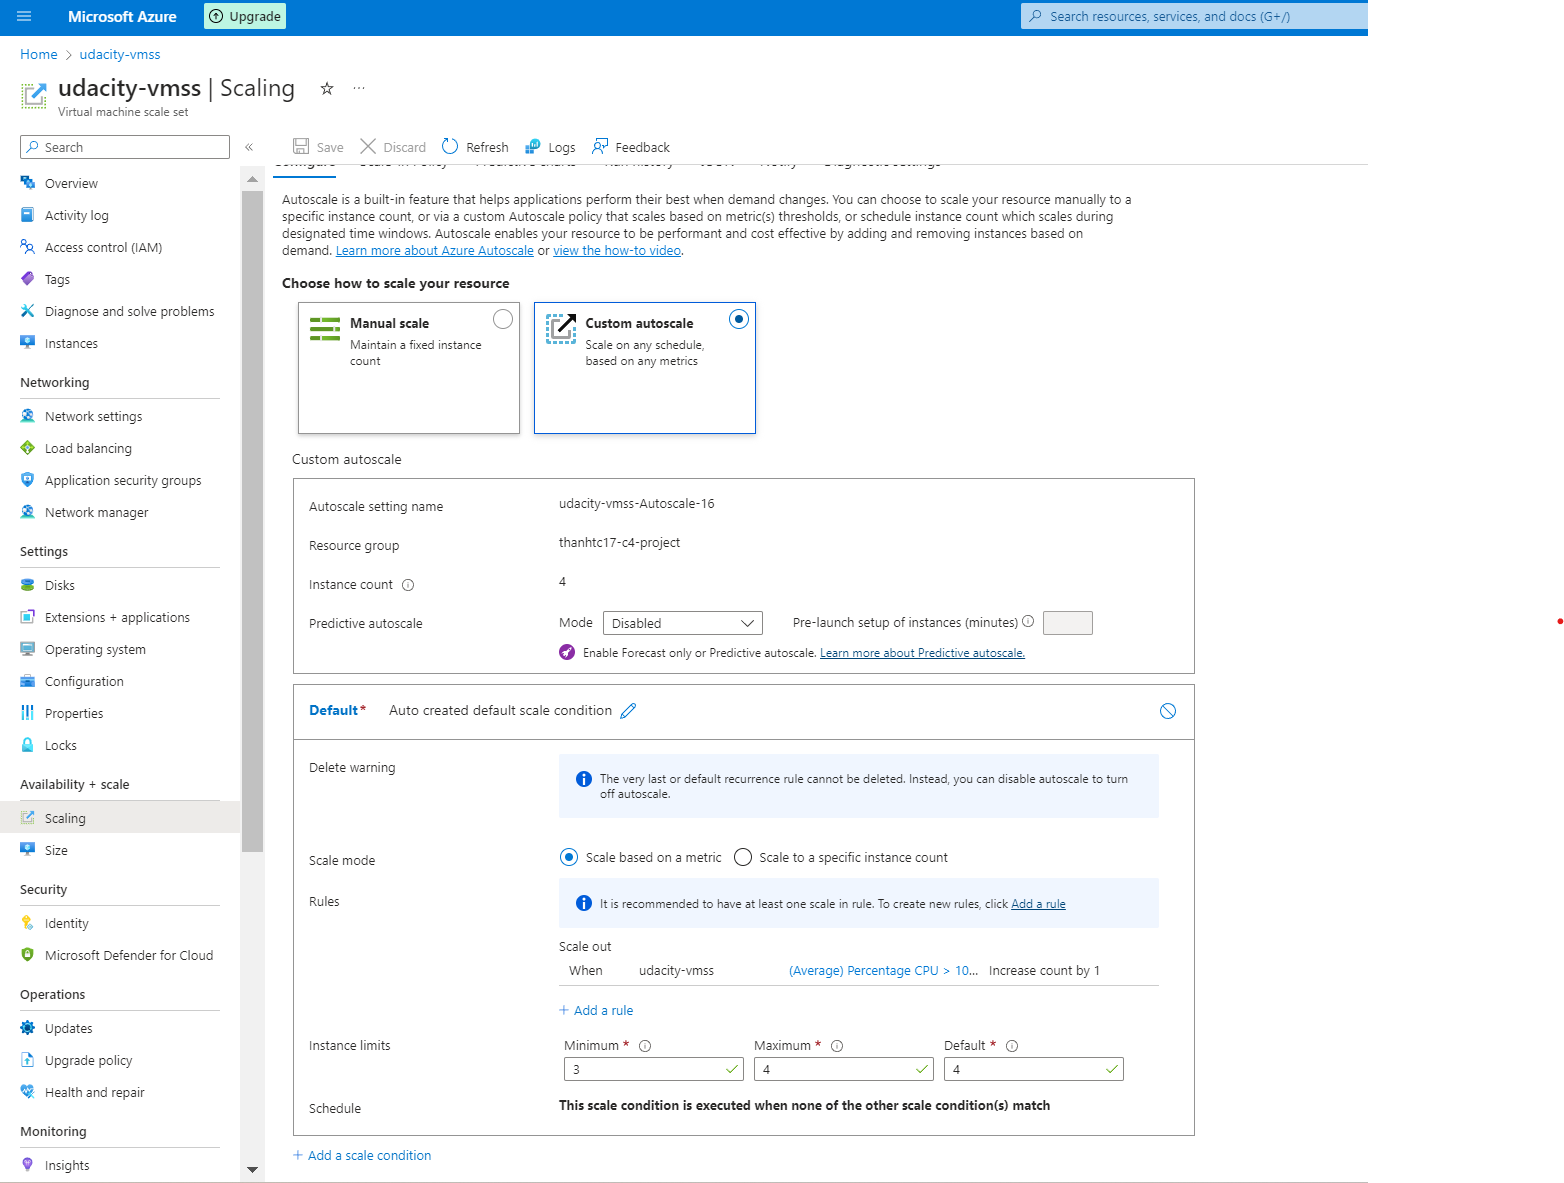 Microsoft Azure
Upgrade
Search resources, services, and docs (G+/)
Home > udacity-vmss
udacity-vmss | Scaling
Virtual machine scale set
Search
Save
Discard
Refresh
Logs
Feedback
Overview
Activity log
Access control (IAM)
Tags
Diagnose and solve problems
Instances
Networking
Network settings
Load balancing
Application security groups
Network manager
Settings
Disks
Extensions + applications
Operating system
Configuration
Properties
Locks
Availability + scale
Scaling
Size
Security
Identity
Microsoft Defender for Cloud
Operations
Updates
Upgrade policy
Health and repair
Monitoring
Insights
Autoscale is a built-in feature that helps applications perform their best when demand changes. You can choose to scale your resource manually to a
specific instance count, or via a custom Autoscale policy that scales based on metric(s) thresholds, or schedule instance count which scales during
designated time windows. Autoscale enables your resource to be performant and cost effective by adding and removing instances based on
demand. Learn more about Azure Autoscale or view the how-to video.
Choose how to scale your resource
Manual scale
Maintain a fixed instance
count
Custom autoscale
Scale on any schedule,
based on any metrics
Custom autoscale
Autoscale setting name
udacity-vmss-Autoscale-16
Resource group
thanhtc17-c4-project
Instance count
4
Predictive autoscale
Mode
Disabled
Pre-launch setup of instances (minutes)
Enable Forecast only or Predictive autoscale. Learn more about Predictive autoscale.
Default*
Auto created default scale condition
Delete warning
The very last or default recurrence rule cannot be deleted. Instead, you can disable autoscale to turn
off autoscale.
Scale mode
Scale based on a metric
Scale to a specific instance count
Rules
It is recommended to have at least one scale in rule. To create new rules, click Add a rule
Scale out
When
udacity-vmss
(Average) Percentage CPU > 10...
Increase count by 1
+ Add a rule
Instance limits
Minimum *
Maximum *
Default *
3
4
4
Schedule
This scale condition is executed when none of the other scale condition(s) match
+ Add a scale condition